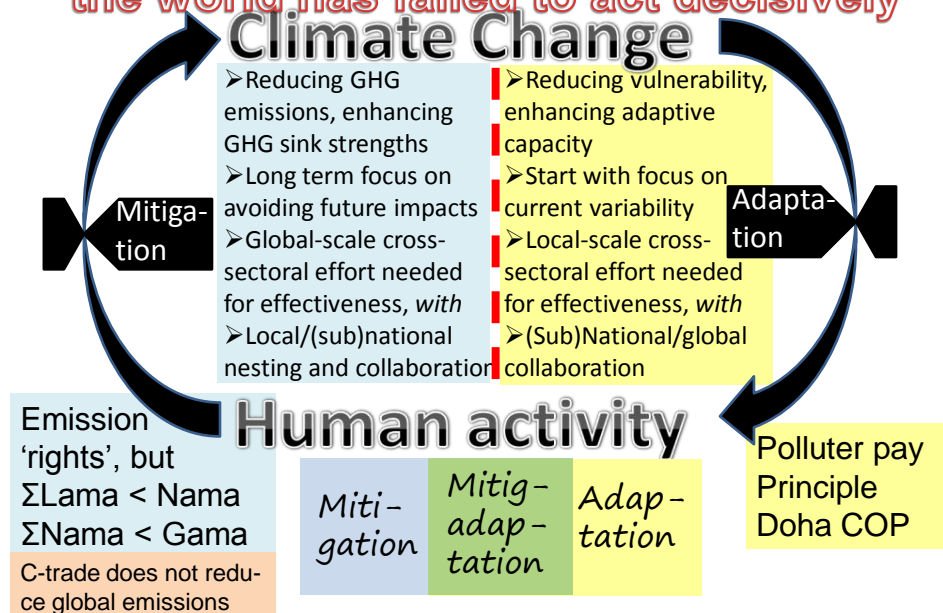 the world has failed to act decisively
Climate Change
➢Reducing GHG
emissions, enhancing
GHG sink strengths
➢Long term focus on
avoiding future impacts
➢Global-scale cross-
sectoral effort needed
for effectiveness, with
➢Local/(sub)national
nesting and collaboration
➢Reducing vulnerability,
enhancing adaptive
capacity
➢Start with focus on
current variability
➢Local-scale cross-
sectoral effort needed
for effectiveness, with
➢(Sub)National/global
collaboration
Mitiga-
tion
Adapta-
tion
Human activity
Emission
‘rights’, but
ΣLama < Nama
ΣNama < Gama
C-trade does not redu-
ce global emissions
Miti-
gation
Mitig-
adap-
tation
Adap-
tation
Polluter pay
Principle
Doha COP